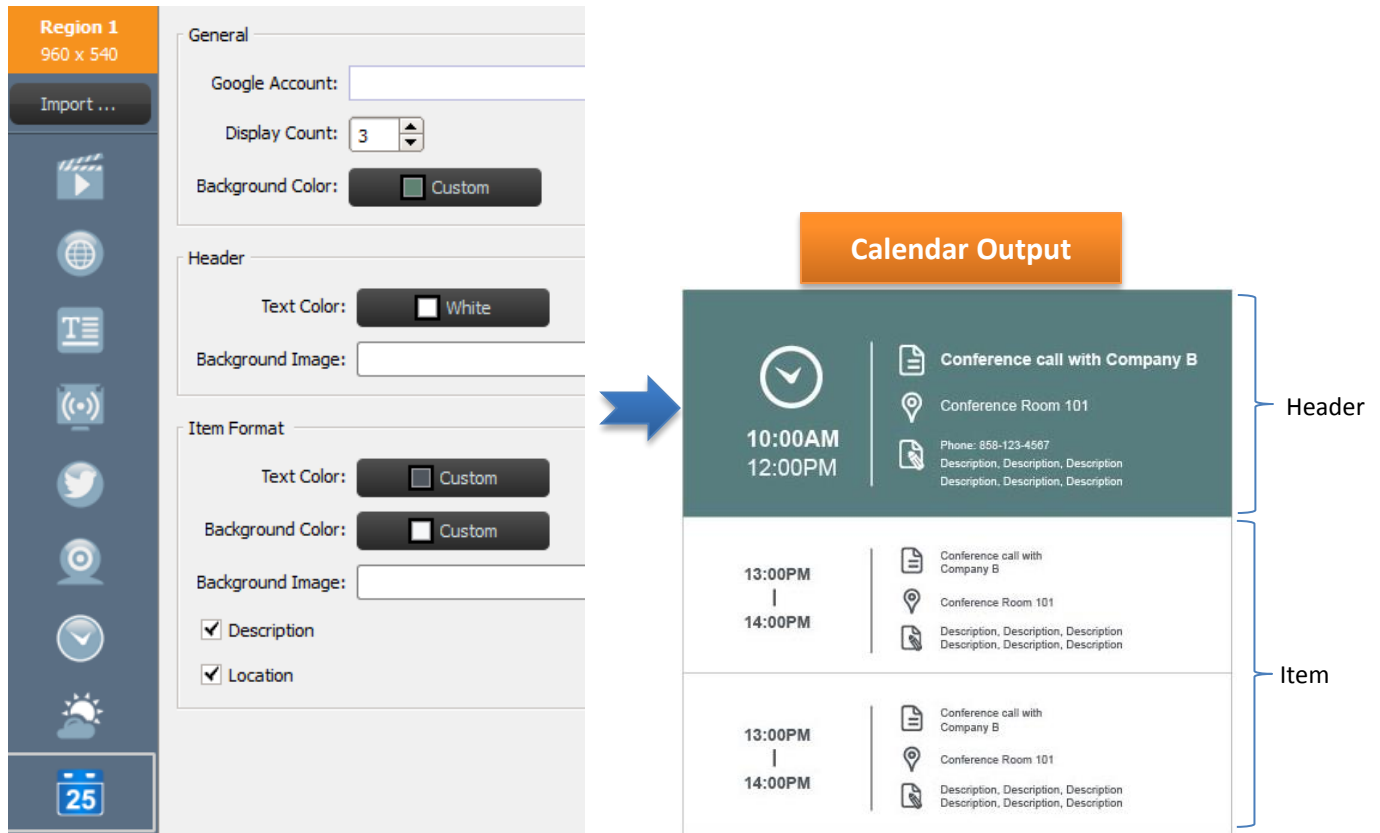 Region 1
960 x 540
Import ...
25
General
Google Account:
Display Count: 3
Background Color: Custom
Header
Text Color: White
Background Image:
Item Format
Text Color: Custom
Background Color: Custom
Background Image:
Description
Location
Calendar Output
10:00AM
12:00PM
Conference call with Company B
Conference Room 101
Phone: 858-123-4567
Description, Description, Description
Description, Description, Description
Header
13:00PM
14:00PM
Conference call with
Company B
Conference Room 101
Description, Description, Description
Description, Description, Description
Item
13:00PM
14:00PM
Conference call with
Company B
Conference Room 101
Description, Description, Description
Description, Description, Description